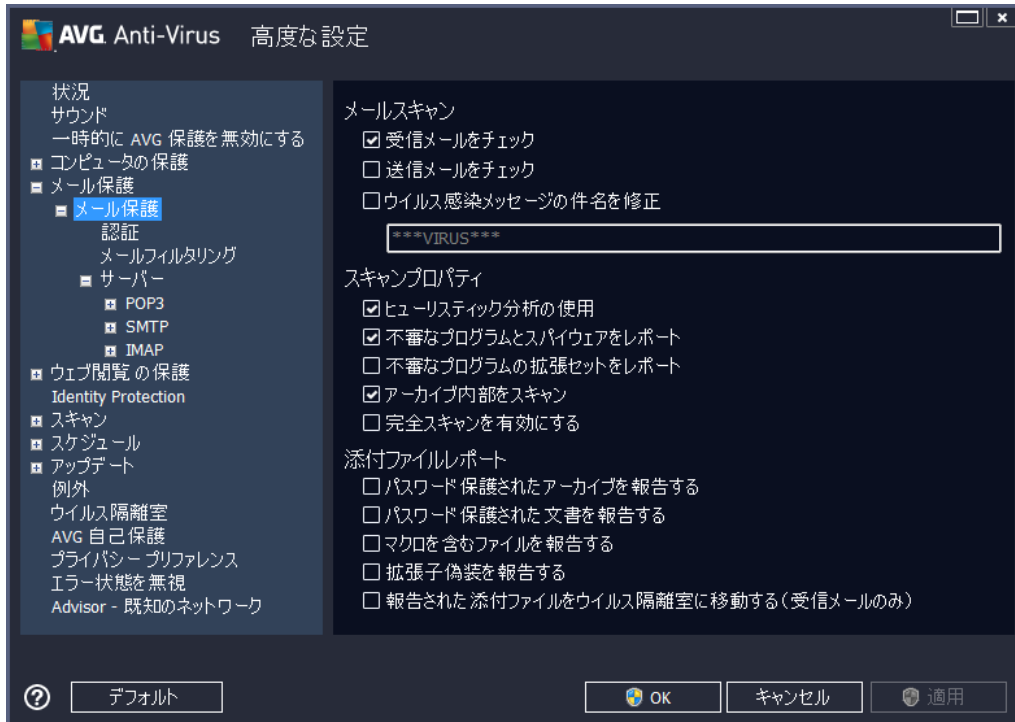 AVG. Anti-Virus 高度な設定
状況
サウンド
一時的に AVG 保護を無効にする
コンピュータの保護
メール保護
メール保護
認証
メールフィルタリング
サーバー
POP3
SMTP
IMAP
ウェブ閲覧 の保護
Identity Protection
スキャン
スケジュール
アップデート
例外
ウイルス隔離室
AVG 自己保護
プライバシー プリファレンス
エラー状態を無視
Advisor - 既知のネットワーク
メールスキャン
受信メールをチェック
送信メールをチェック
ウイルス感染メッセージの件名を修正
***VIRUS***
スキャンプロパティ
ヒューリスティック分析の使用
不審なプログラムとスパイウェアをレポート
不審なプログラムの拡張セットをレポート
アーカイブ内部をスキャン
完全スキャンを有効にする
添付ファイルレポート
パスワード保護されたアーカイブを報告する
パスワード保護された文書を報告する
マクロを含むファイルを報告する
拡張子偽装を報告する
報告された添付ファイルをウイルス隔離室に移動する(受信メールのみ)
? デフォルト OK キャンセル 適用